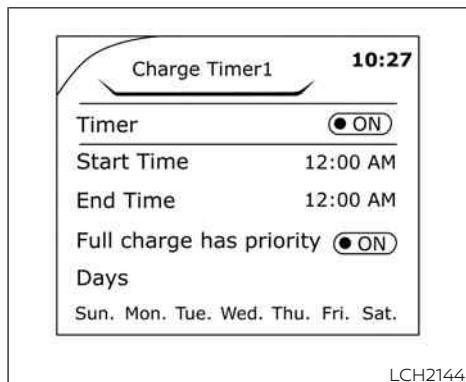 Charge Timer1 10:27
Timer ON
Start Time 12:00 AM
End Time 12:00 AM
Full charge has priority ON
Days
Sun. Mon. Tue. Wed. Thu. Fri. Sat.
LCH2144